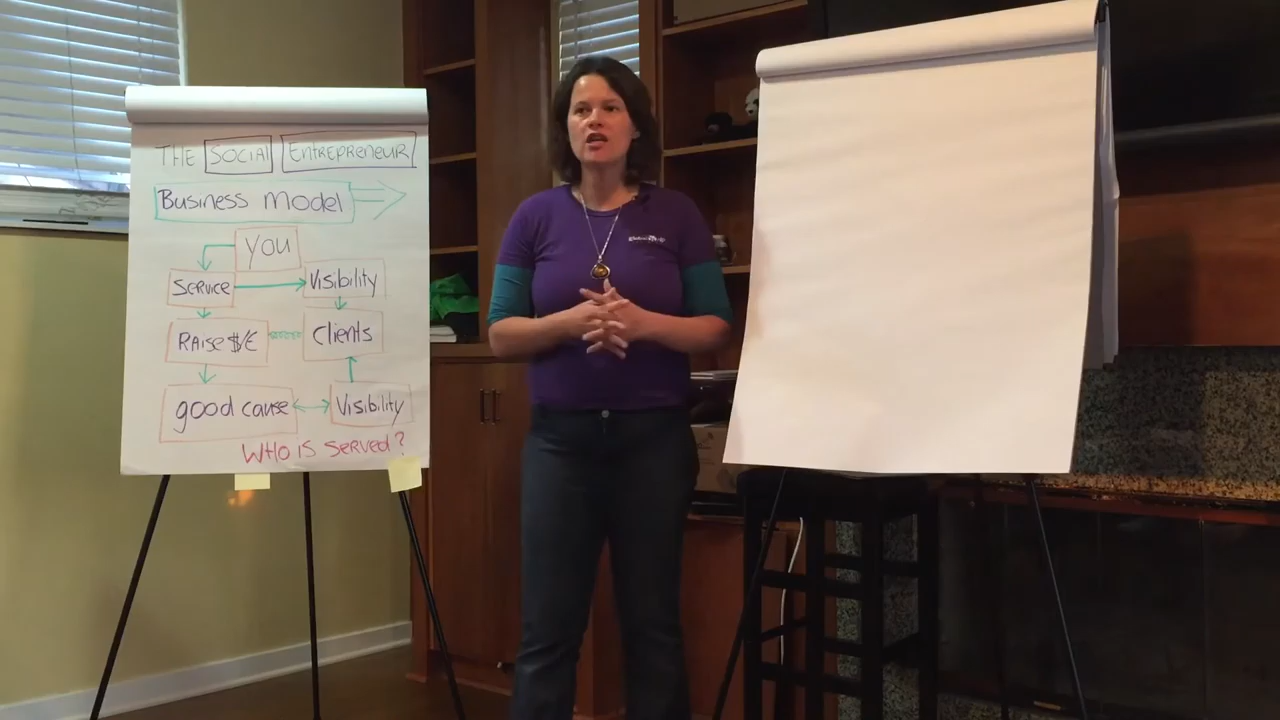 THE SOCIAL ENTREPRENEUR
Business model
YOU
SERVICE Visibility
RAISE $/£ Clients
good cause Visibility
WHO IS SERVED?